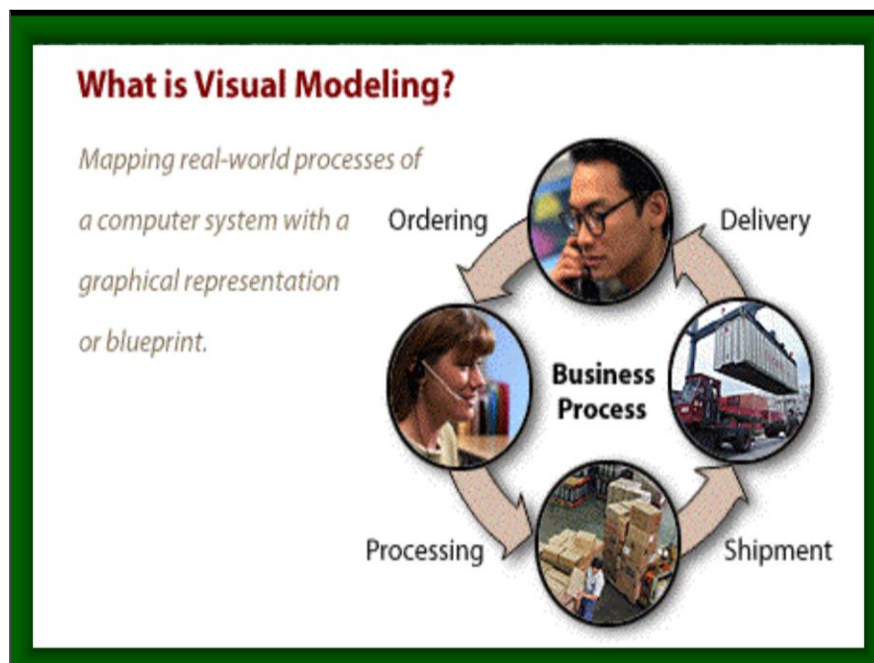 What is Visual Modeling?
Mapping real-world processes of
a computer system with a
graphical representation
or blueprint.
Ordering
Delivery
Business
Process
Processing
Shipment